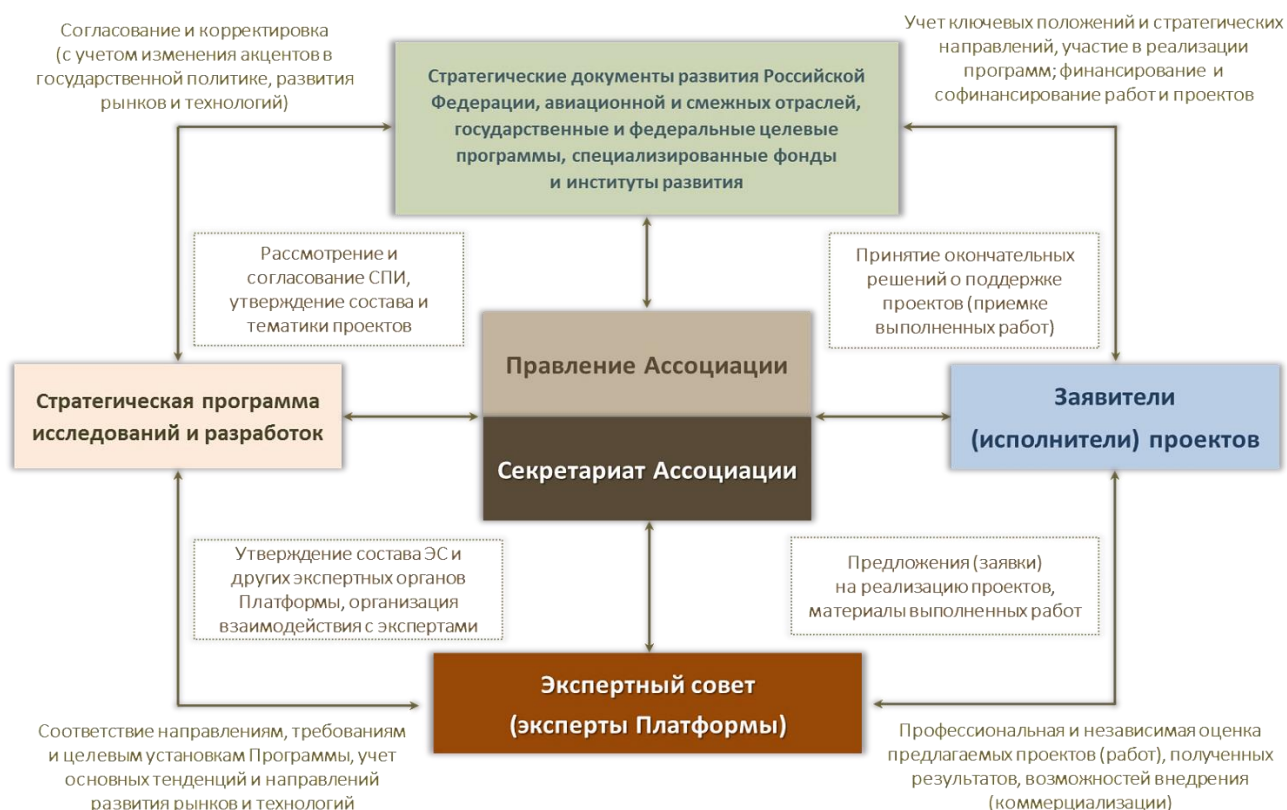 Согласование и корректировка
(с учетом изменения акцентов в
государственной политике, развития
рынков и технологий)
Стратегические документы развития Российской
Федерации, авиационной и смежных отраслей,
государственные и федеральные целевые
программы, специализированные фонды
и институты развития
Учет ключевых положений и стратегических
направлений, участие в реализации
программ; финансирование и
софинансирование работ и проектов
Рассмотрение и
согласование СПИ,
утверждение состава и
тематики проектов
Принятие окончательных
решений о поддержке
проектов (приемке
выполненных работ)
Стратегическая программа
исследований и разработок
Правление Ассоциации
Секретариат Ассоциации
Заявители
(исполнители) проектов
Утверждение состава ЭС и
других экспертных органов
Платформы, организация
взаимодействия с экспертами
Предложения (заявки)
на реализацию проектов,
материалы выполненных работ
Экспертный совет
(эксперты Платформы)
Соответствие направлениям, требованиям
и целевым установкам Программы, учет
основных тенденций и направлений
развития рынков и технологий
Профессиональная и независимая оценка
предлагаемых проектов (работ), полученных
результатов, возможностей внедрения
(коммерциализации)